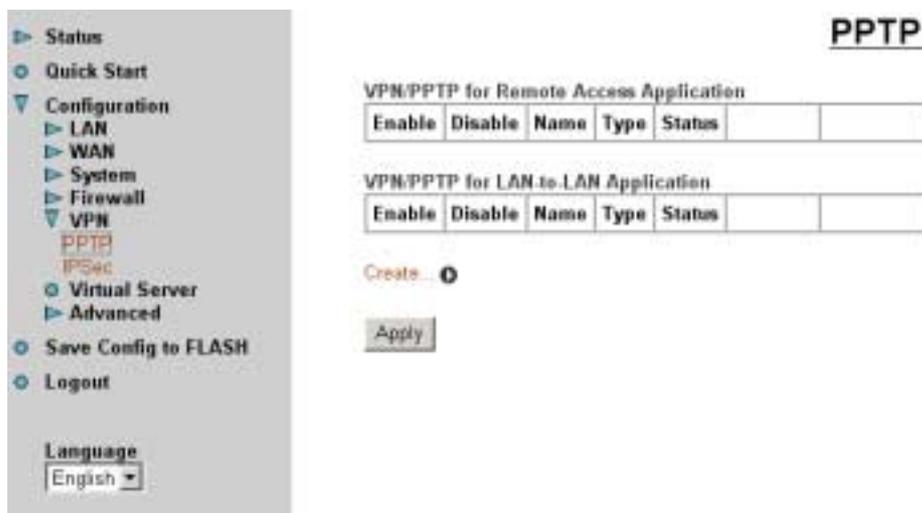 Status
Quick Start
Configuration
LAN
WAN
System
Firewall
VPN
PPTP
IPSec
Virtual Server
Advanced
Save Config to FLASH
Logout
Language
English
PPTP
VPN/PPTP for Remote Access Application
Enable Disable Name Type Status
VPN/PPTP for LAN-to-LAN Application
Enable Disable Name Type Status
Create...
Apply